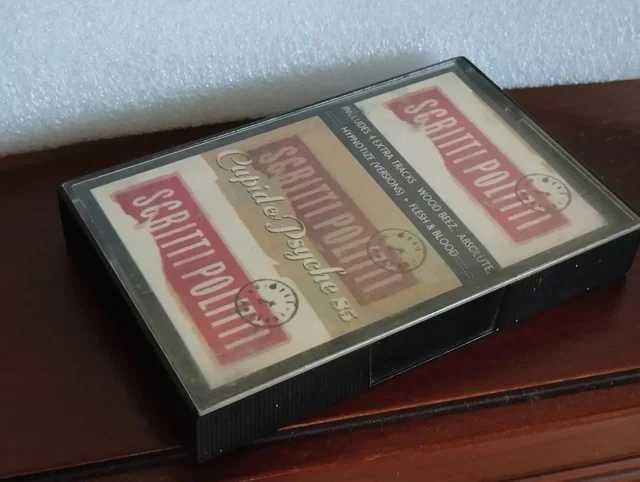 SCRITTI POLITTI
SCRITTI POLITTI
Cupid & Psyche 85
INCLUDES 4 EXTRA TRACKS WOOD BEEZ, ABSOLUTE,
HYPNOTIZE (VERSIONS) + FLESH & BLOOD
SCRITTI POLITTI